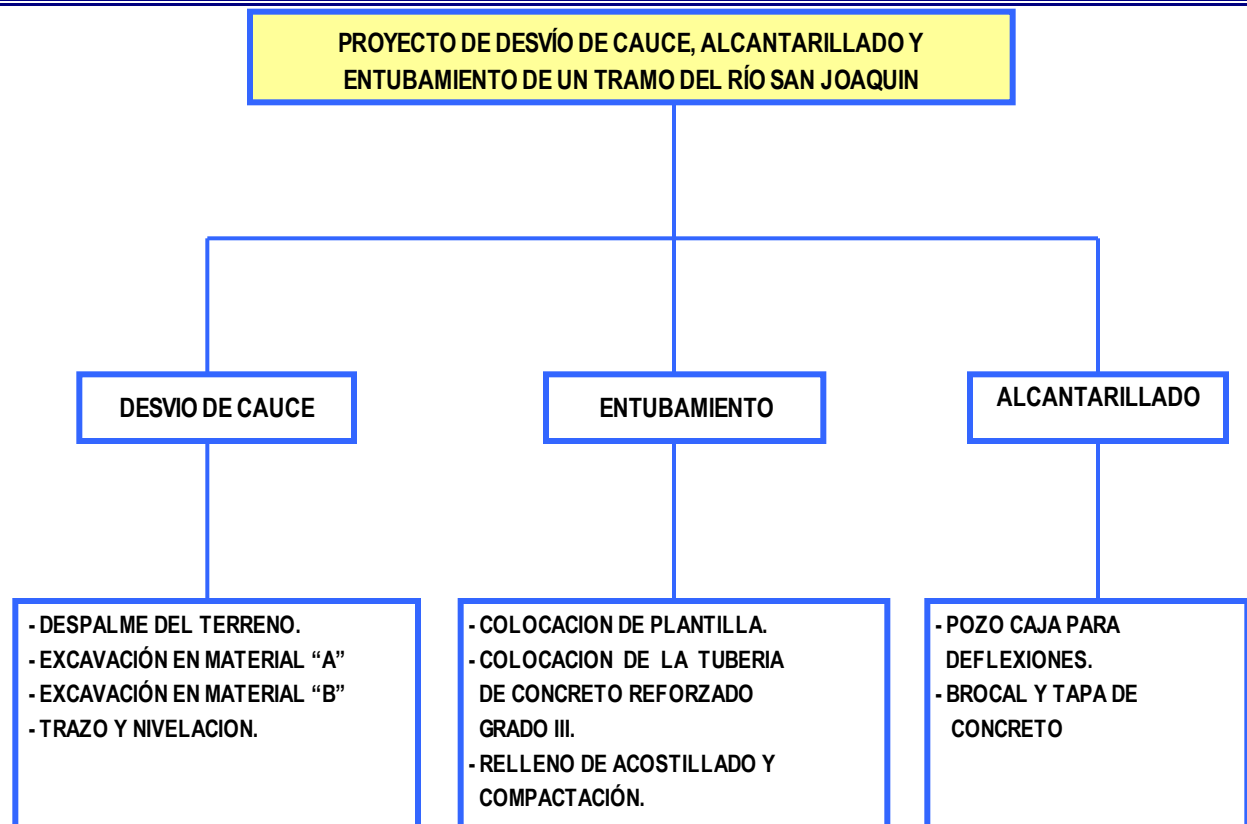 PROYECTO DE DESVÍO DE CAUCE, ALCANTARILLADO Y
ENTUBAMIENTO DE UN TRAMO DEL RÍO SAN JOAQUIN
DESVIO DE CAUCE
ENTUBAMIENTO
ALCANTARILLADO
- DESPALME DEL TERRENO.
- EXCAVACIÓN EN MATERIAL “A”
- EXCAVACIÓN EN MATERIAL “B”
- TRAZO Y NIVELACION.
- COLOCACION DE PLANTILLA.
- COLOCACION DE LA TUBERIA
DE CONCRETO REFORZADO
GRADO III.
- RELLENO DE ACOSTILLADO Y
COMPACTACIÓN.
- POZO CAJA PARA
DEFLEXIONES.
- BROCAL Y TAPA DE
CONCRETO